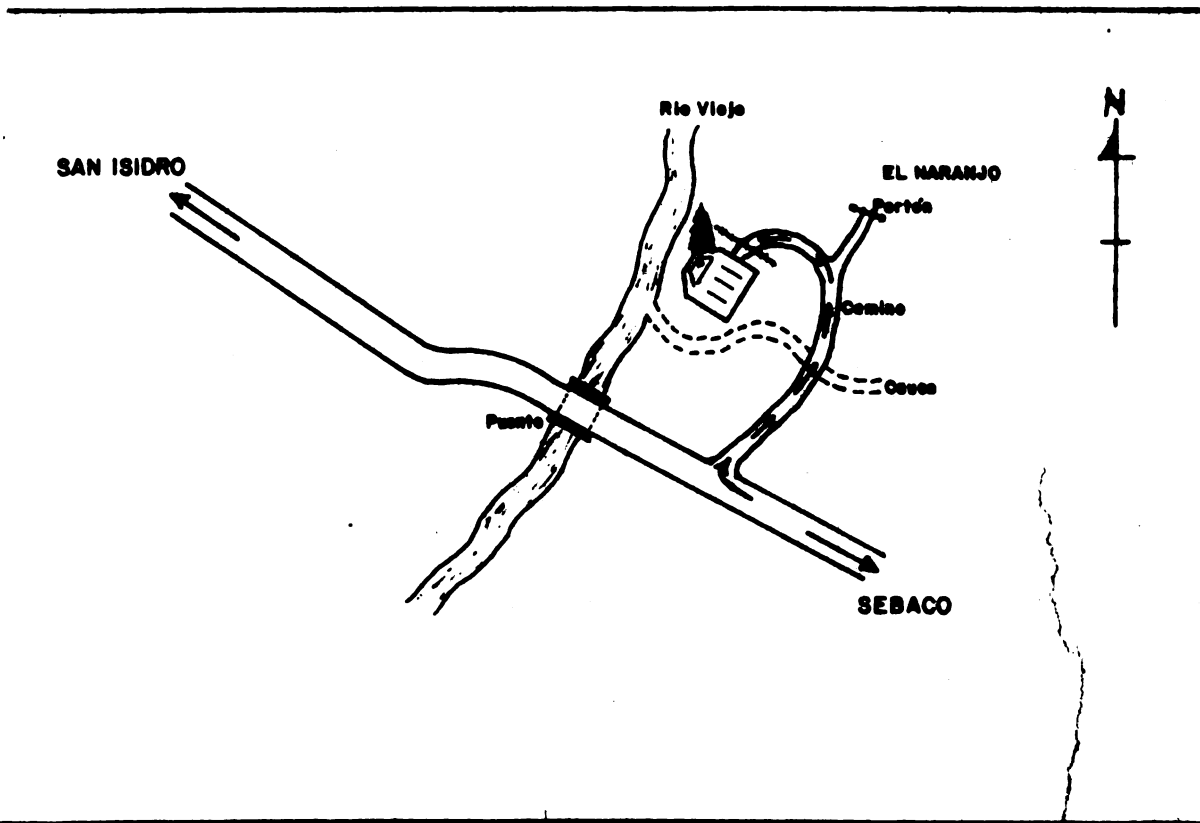 Rio Viejo
N
SAN ISIDRO
EL NARANJO
Portón
Camino
Cauce
Puente
SEBACO